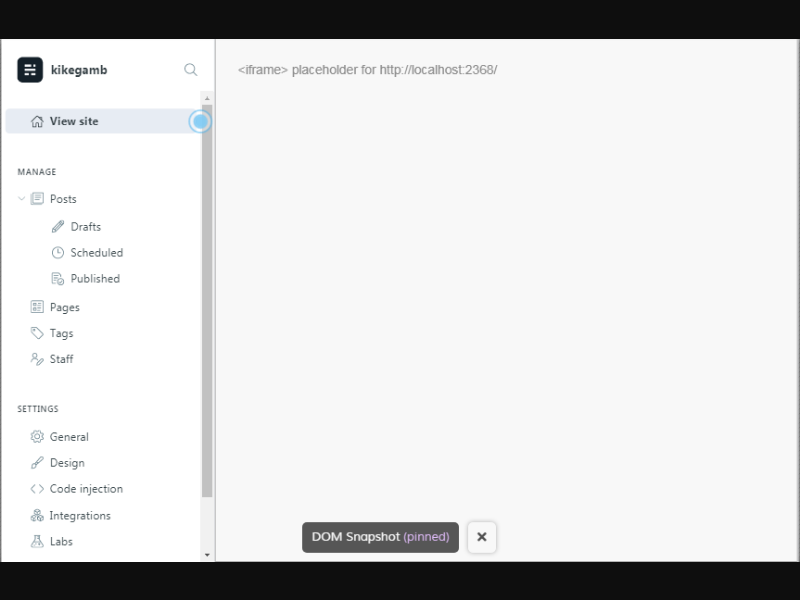 kikegamb
<iframe> placeholder for http://localhost:2368/
View site
MANAGE
Posts
Drafts
Scheduled
Published
Pages
Tags
Staff
SETTINGS
General
Design
Code injection
Integrations
Labs
DOM Snapshot (pinned)